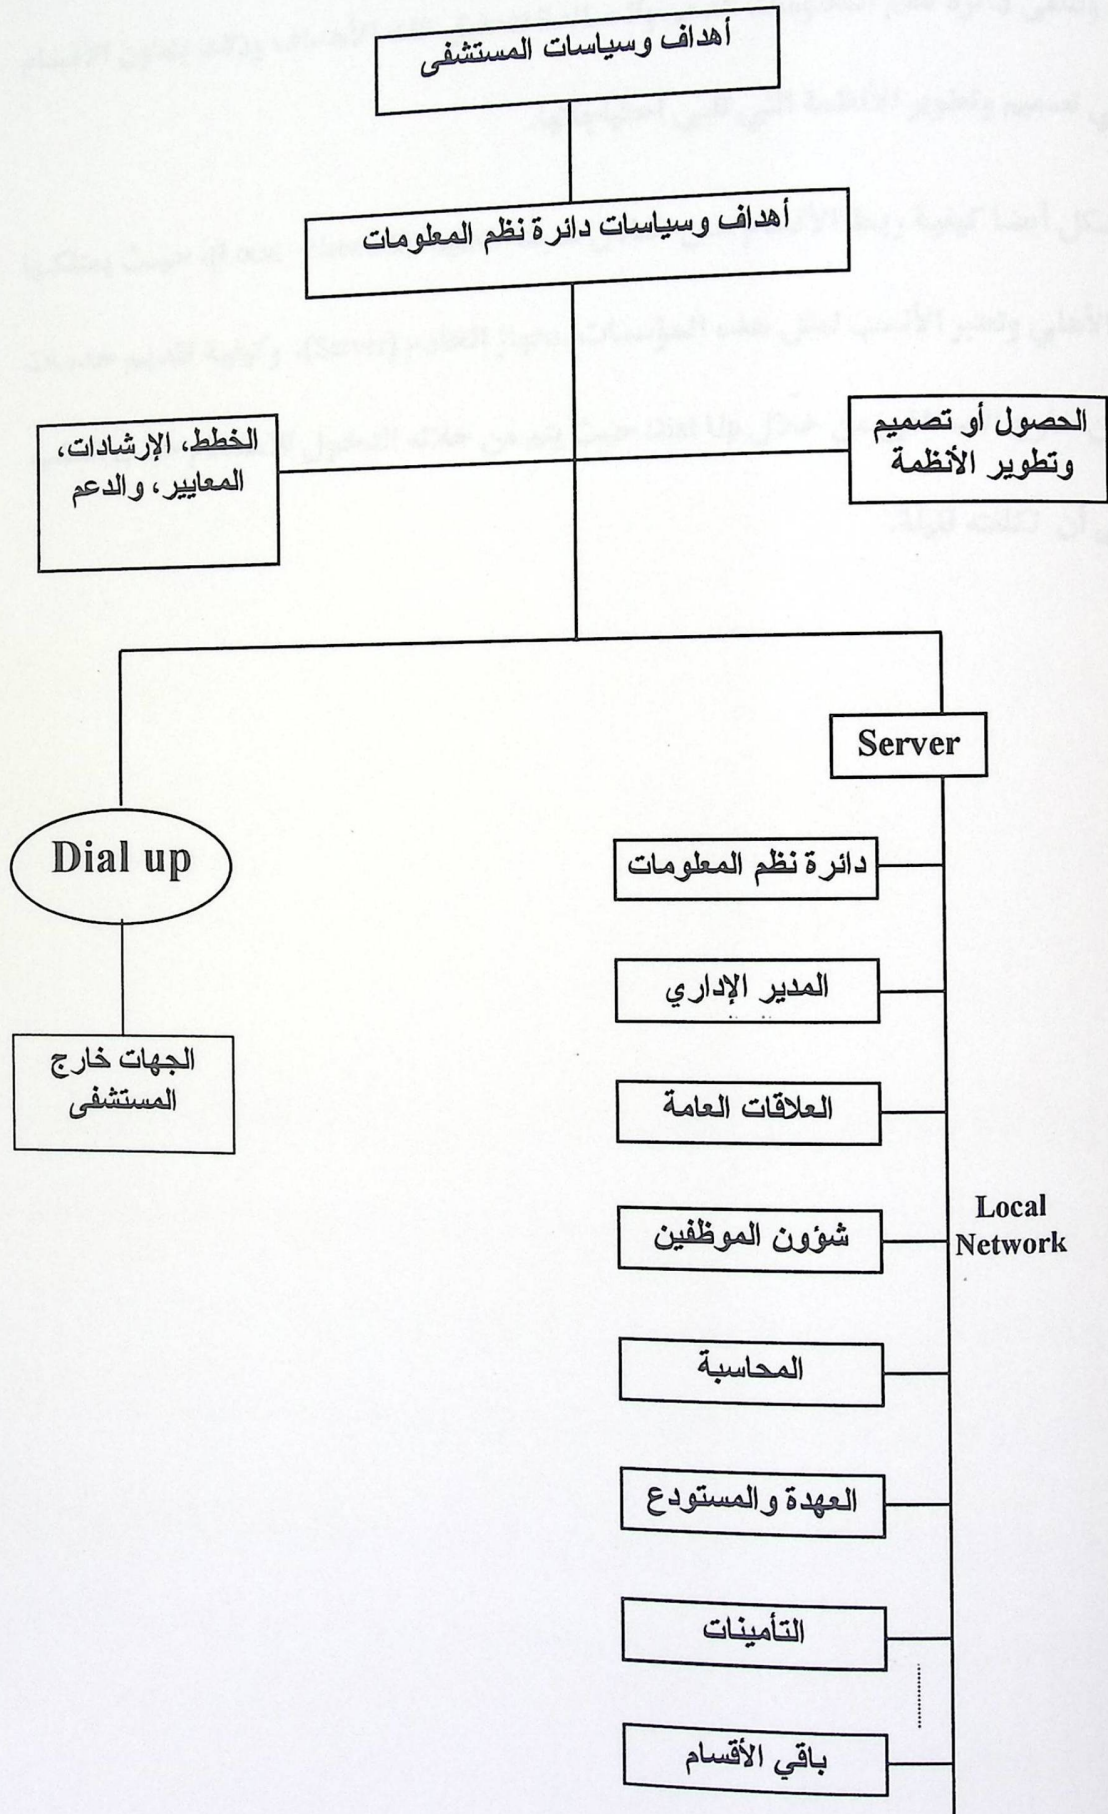 أهداف وسياسات المستشفى
أهداف وسياسات دائرة نظم المعلومات
الحصول أو تصميم
وتطوير الأنظمة
الخطط، الإرشادات،
المعايير، والدعم
Server
Dial up
دائرة نظم المعلومات
المدير الإداري
الجهات خارج
المستشفى
العلاقات العامة
شؤون الموظفين
Local
Network
المحاسبة
العهدة والمستودع
التأمينات
باقي الأقسام